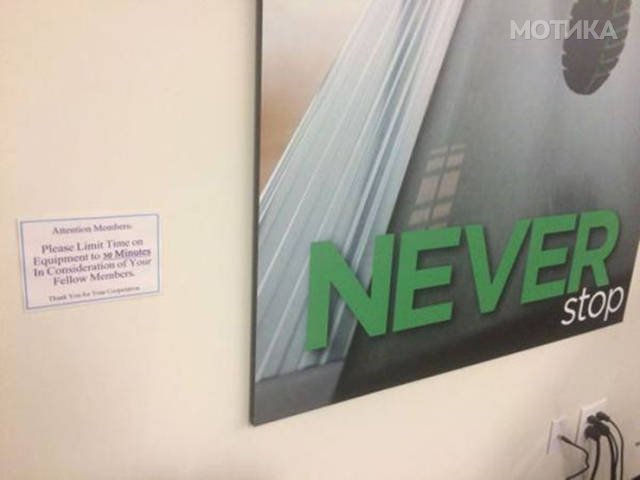 МОТИКА
Attention Members:
Please Limit Time on
Equipment to 30 Minutes
In Consideration of Your
Fellow Members.
Thank You for Your Cooperation.
NEVER
stop